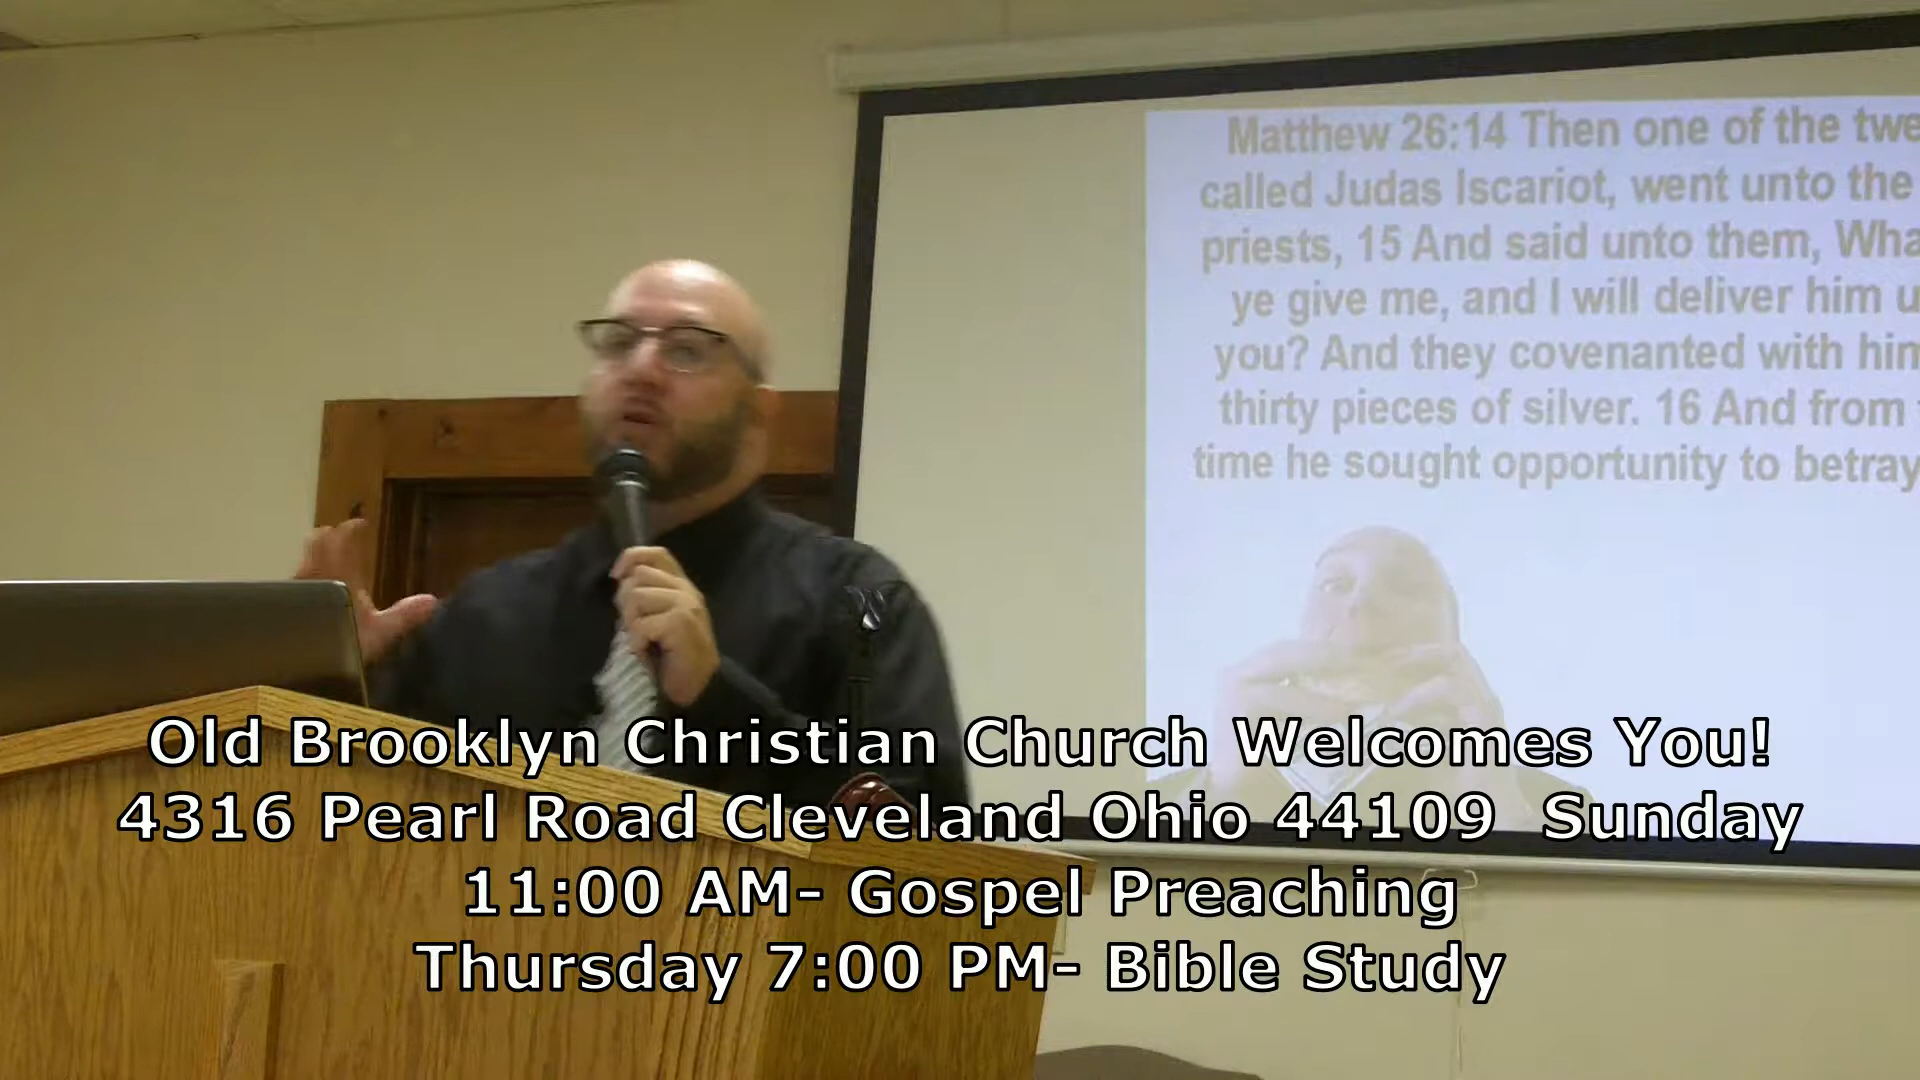 Matthew 26:14 Then one of the
called Judas Iscariot, went unto the
priests, 15 And said unto them,
ye give me, and I will deliver him
you? And they covenanted with
thirty pieces of silver. 16 And from
time he sought opportunity to betray
Old Brooklyn Christian Church Welcomes You!
4316 Pearl Road Cleveland Ohio 44109 Sunday
11:00 AM- Gospel Preaching
Thursday 7:00 PM- Bible Study